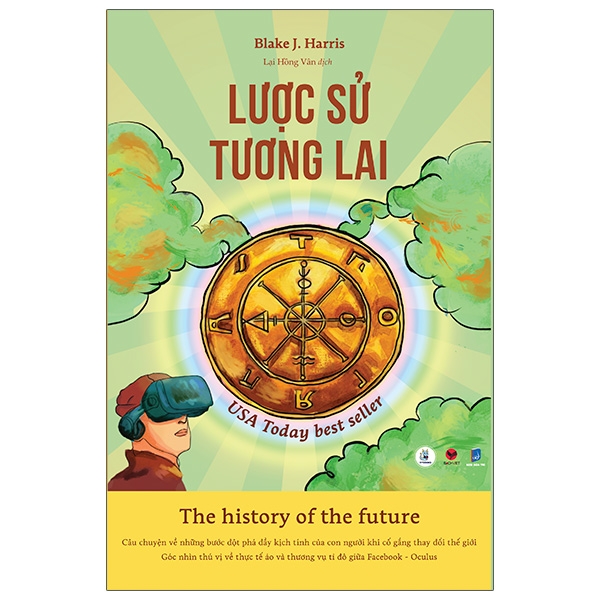 Blake J. Harris
Lại Hồng Vân dịch
LƯỢC SỬ
TƯƠNG LAI
USA Today best seller
The history of the future
Câu chuyện về những bước đột phá đầy kịch tính của con người khi cố gắng thay đổi thế giới
Góc nhìn thú vị về thực tế ảo và thương vụ tỉ đô giữa Facebook - Oculus